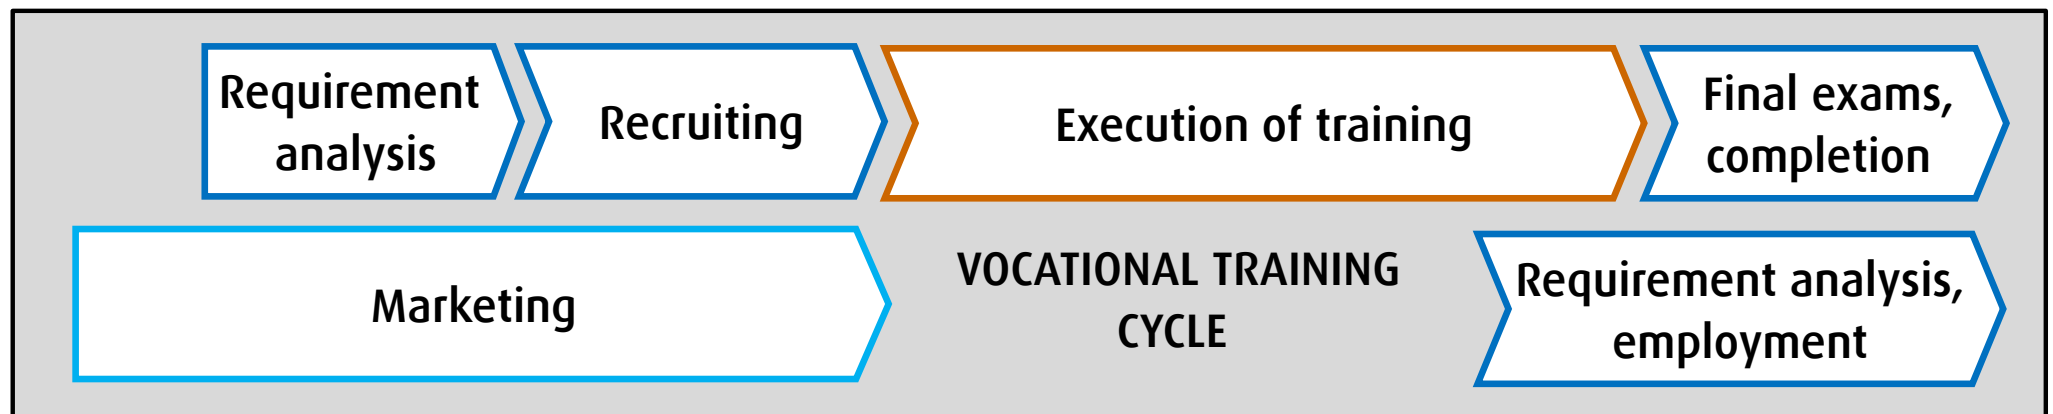 Requirement
analysis
Recruiting
Execution of training
Final exams,
completion
Marketing
VOCATIONAL TRAINING
CYCLE
Requirement analysis,
employment